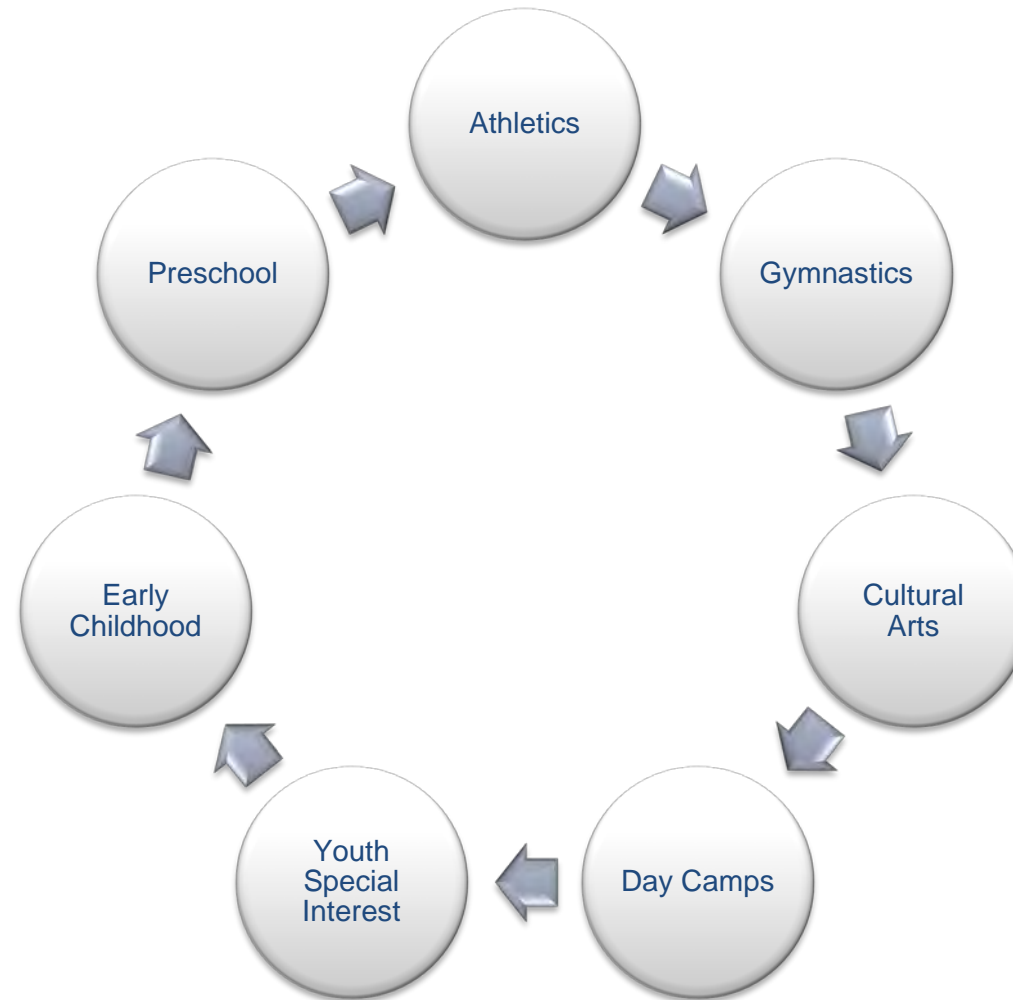 Athletics
Gymnastics
Cultural
Arts
Day Camps
Youth
Special
Interest
Early
Childhood
Preschool